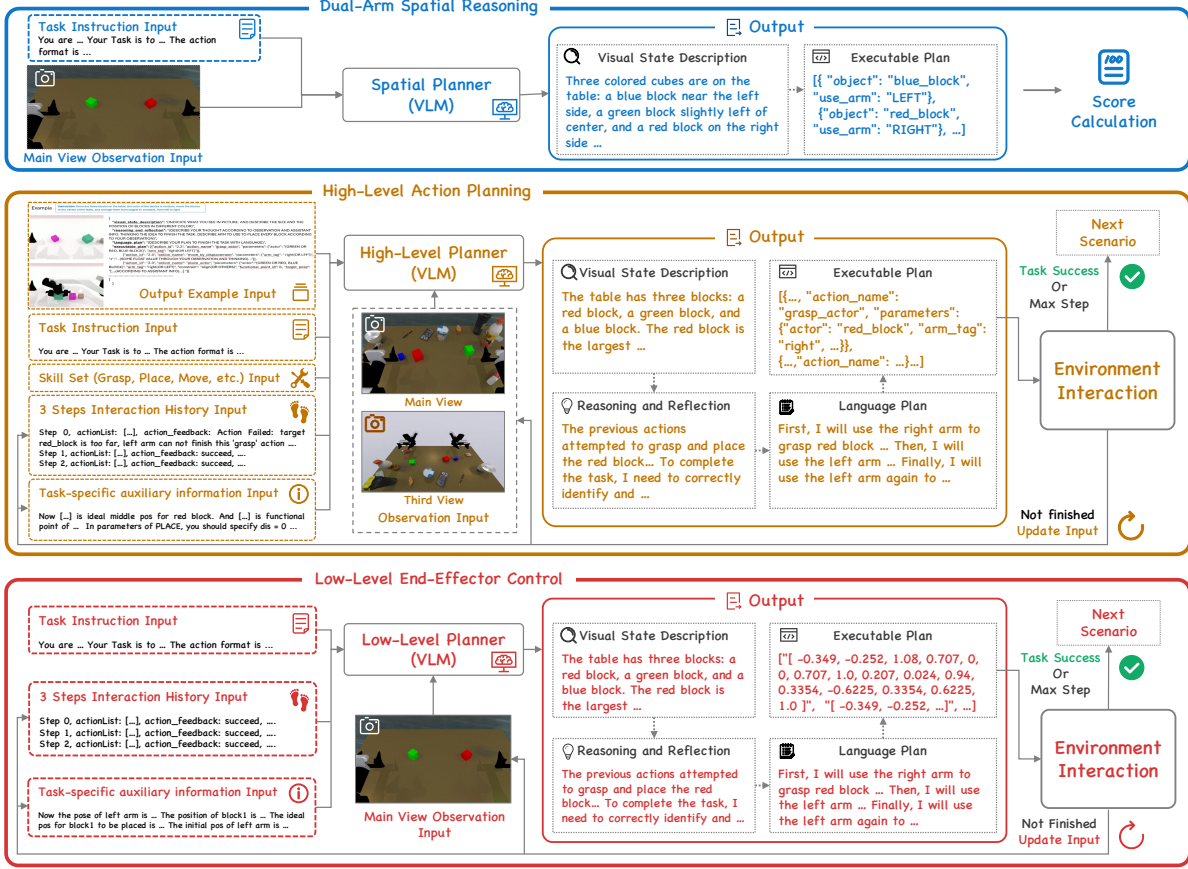 Dual-Arm Spatial Reasoning
Task Instruction Input
You are ... Your Task is to ... The action
format is ...
Main View Observation Input
Spatial Planner
(VLM)
Output
Visual State Description
Three colored cubes are on the
table: a blue block near the left
side, a green block slightly left of
center, and a red block on the right
side ...
Executable Plan
[{ "object": "blue_block",
"use_arm": "LEFT"},
{"object": "red_block",
"use_arm": "RIGHT"}, ...]
100
Score
Calculation
High-Level Action Planning
Example
Output Example Input
Task Instruction Input
You are ... Your Task is to ... The action format is ...
Skill Set (Grasp, Place, Move, etc.) Input
3 Steps Interaction History Input
Step 0, actionList: [...], action_feedback: Action Failed: target
red_block is too far, left arm can not finish this 'grasp' action ....
Step 1, actionList: [...], action_feedback: succeed, ....
Step 2, actionList: [...], action_feedback: succeed, ....
Task-specific auxiliary information Input
Now [...] is ideal middle pos for red block. And [...] is functional
point of ... In parameters of PLACE, you should specify dis = 0 ...
High-Level Planner
(VLM)
Main View
Third View
Observation Input
Output
Visual State Description
The table has three blocks: a
red block, a green block, and
a blue block. The red block is
the largest ...
Executable Plan
[{..., "action_name":
"grasp_actor", "parameters":
{"actor": "red_block", "arm_tag":
"right", ...}},
{...,"action_name": ...}...]
Reasoning and Reflection
The previous actions
attempted to grasp and place
the red block... To complete
the task, I need to correctly
identify and ...
Language Plan
First, I will use the right arm to
grasp red block ... Then, I will
use the left arm ... Finally, I will
use the left arm again to ...
Next
Scenario
Task Success
Or
Max Step
Environment
Interaction
Not finished
Update Input
Low-Level End-Effector Control
Task Instruction Input
You are ... Your Task is to ... The action format is ...
3 Steps Interaction History Input
Step 0, actionList: [...], action_feedback: succeed, ....
Step 1, actionList: [...], action_feedback: succeed, ....
Step 2, actionList: [...], action_feedback: succeed, ....
Task-specific auxiliary information Input
Now the pose of left arm is ... The position of block1 is ... The ideal
pos for block1 to be placed is ... The initial pos of left arm is ...
Low-Level Planner
(VLM)
Main View Observation
Input
Output
Visual State Description
The table has three blocks: a
red block, a green block, and a
blue block. The red block is
the largest ...
Executable Plan
["[ -0.349, -0.252, 1.08, 0.707, 0,
0, 0.707, 1.0, 0.207, 0.024, 0.94,
0.3354, -0.6225, 0.3354, 0.6225,
1.0 ]", "[ -0.349, -0.252, ...]", ...]
Reasoning and Reflection
The previous actions attempted
to grasp and place the red
block... To complete the task, I
need to correctly identify and ...
Language Plan
First, I will use the right arm to
grasp red block ... Then, I will use
the left arm ... Finally, I will use
the left arm again to ...
Next
Scenario
Task Success
Or
Max Step
Environment
Interaction
Not Finished
Update Input